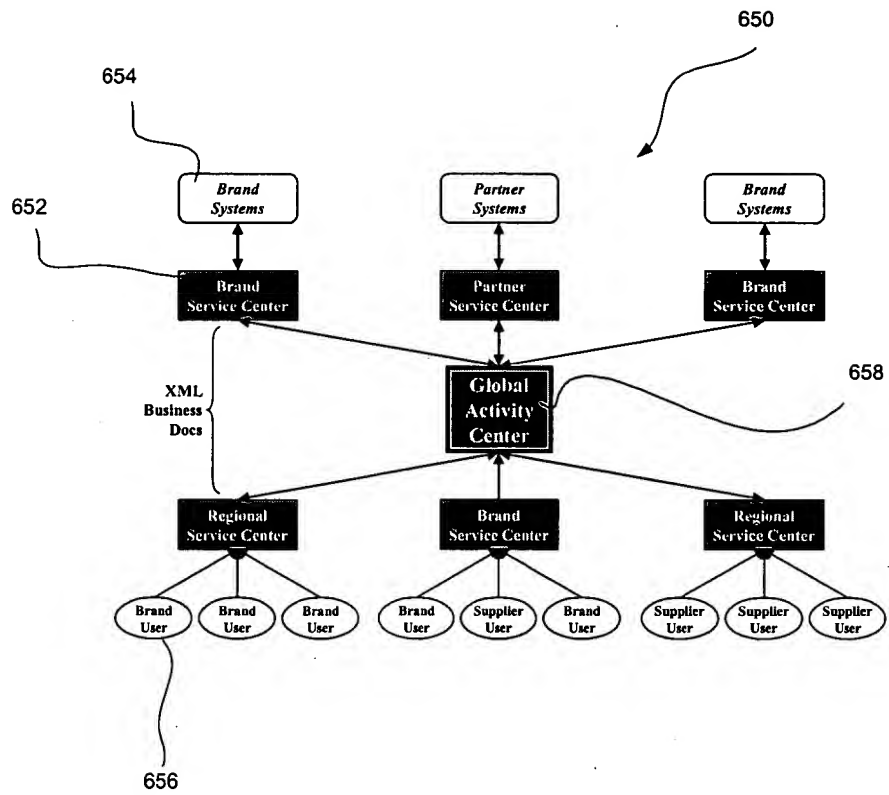 650
654
Brand
Systems
Partner
Systems
Brand
Systems
652
Brand
Service Center
Partner
Service Center
Brand
Service Center
XML
Business
Docs
Global
Activity
Center
658
Regional
Service Center
Brand
Service Center
Regional
Service Center
Brand
User
Brand
User
Brand
User
Brand
User
Supplier
User
Brand
User
Supplier
User
Supplier
User
Supplier
User
656